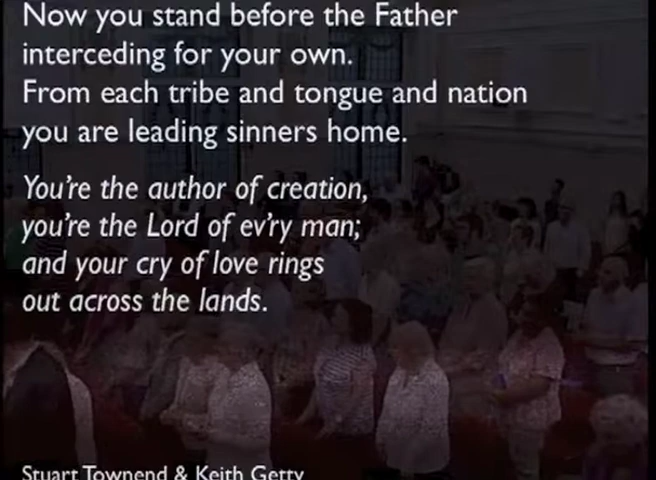 Now you stand before the Father
interceding for your own.
From each tribe and tongue and nation
you are leading sinners home.
You're the author of creation,
you're the Lord of ev'ry man;
and your cry of love rings
out across the lands.
Stuart Townend & Keith Getty